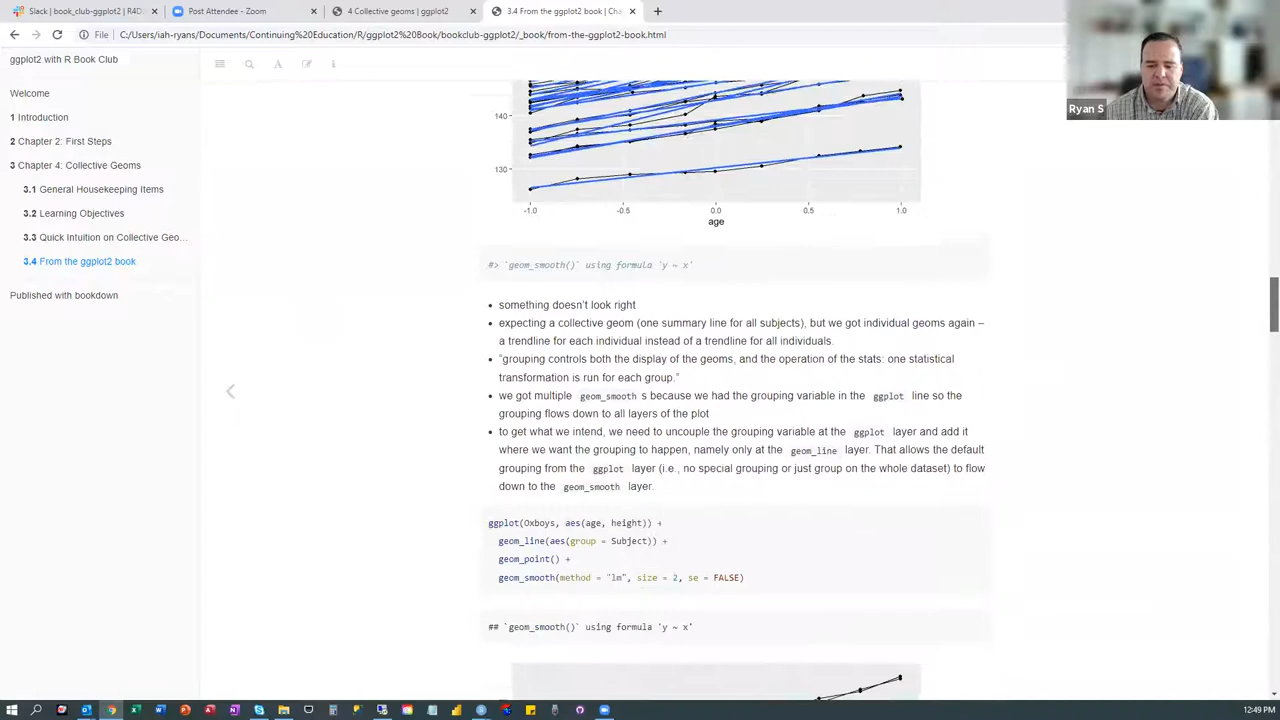 Slack | book_club-ggplot2 | R4D
Post Attendee - Zoom
4 Collective geoms | ggplot2
3.4 From the ggplot2 book | Cha
File C:/Users/iah-ryans/Documents/Continuing%20Education/R/ggplot2%20Book/bookclub-ggplot2/_book/from-the-ggplot2-book.html
ggplot2 with R Book Club
Welcome
1 Introduction
2 Chapter 2: First Steps
3 Chapter 4: Collective Geoms
3.1 General Housekeeping Items
3.2 Learning Objectives
3.3 Quick Intuition on Collective Geo...
3.4 From the ggplot2 book
Published with bookdown
Ryan S
140
130
-1.0 -0.5 0.0 0.5 1.0
age
#> `geom_smooth()` using formula 'y ~ x'
• something doesn't look right
• expecting a collective geom (one summary line for all subjects), but we got individual geoms again –
a trendline for each individual instead of a trendline for all individuals.
• “grouping controls both the display of the geoms, and the operation of the stats: one statistical
transformation is run for each group.”
• we got multiple geom_smooth s because we had the grouping variable in the ggplot line so the
grouping flows down to all layers of the plot
• to get what we intend, we need to uncouple the grouping variable at the ggplot layer and add it
where we want the grouping to happen, namely only at the geom_line layer. That allows the default
grouping from the ggplot layer (i.e., no special grouping or just group on the whole dataset) to flow
down to the geom_smooth layer.
ggplot(Oxboys, aes(age, height)) +
geom_line(aes(group = Subject)) +
geom_point() +
geom_smooth(method = "lm", size = 2, se = FALSE)
## `geom_smooth()` using formula 'y ~ x'
12:49 PM